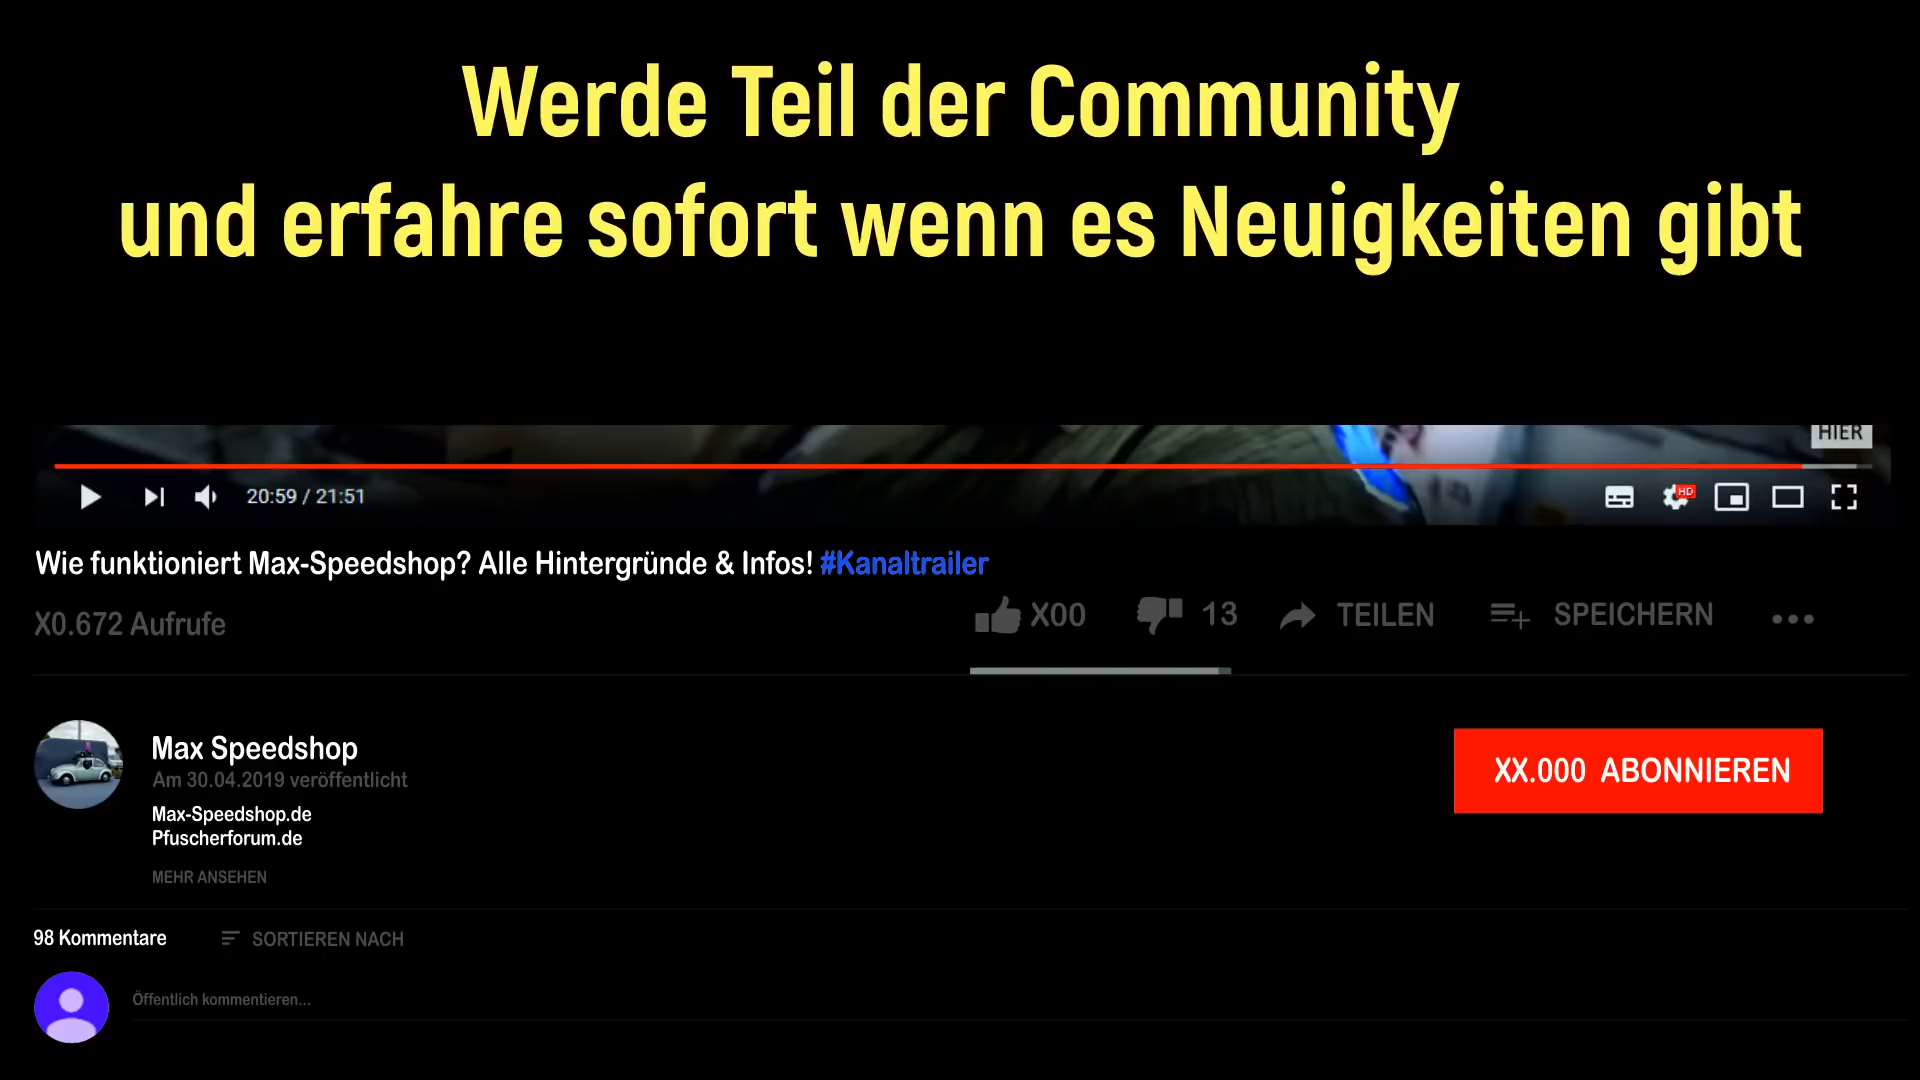 Werde Teil der Community
und erfahre sofort wenn es Neuigkeiten gibt
HIER
20:59 / 21:51
HD
Wie funktioniert Max-Speedshop? Alle Hintergründe & Infos! #Kanaltrailer
X0.672 Aufrufe
X00 13 TEILEN SPEICHERN
Max Speedshop
Am 30.04.2019 veröffentlicht
XX.000 ABONNIEREN
Max-Speedshop.de
Pfuscherforum.de
MEHR ANSEHEN
98 Kommentare SORTIEREN NACH
Öffentlich kommentieren...